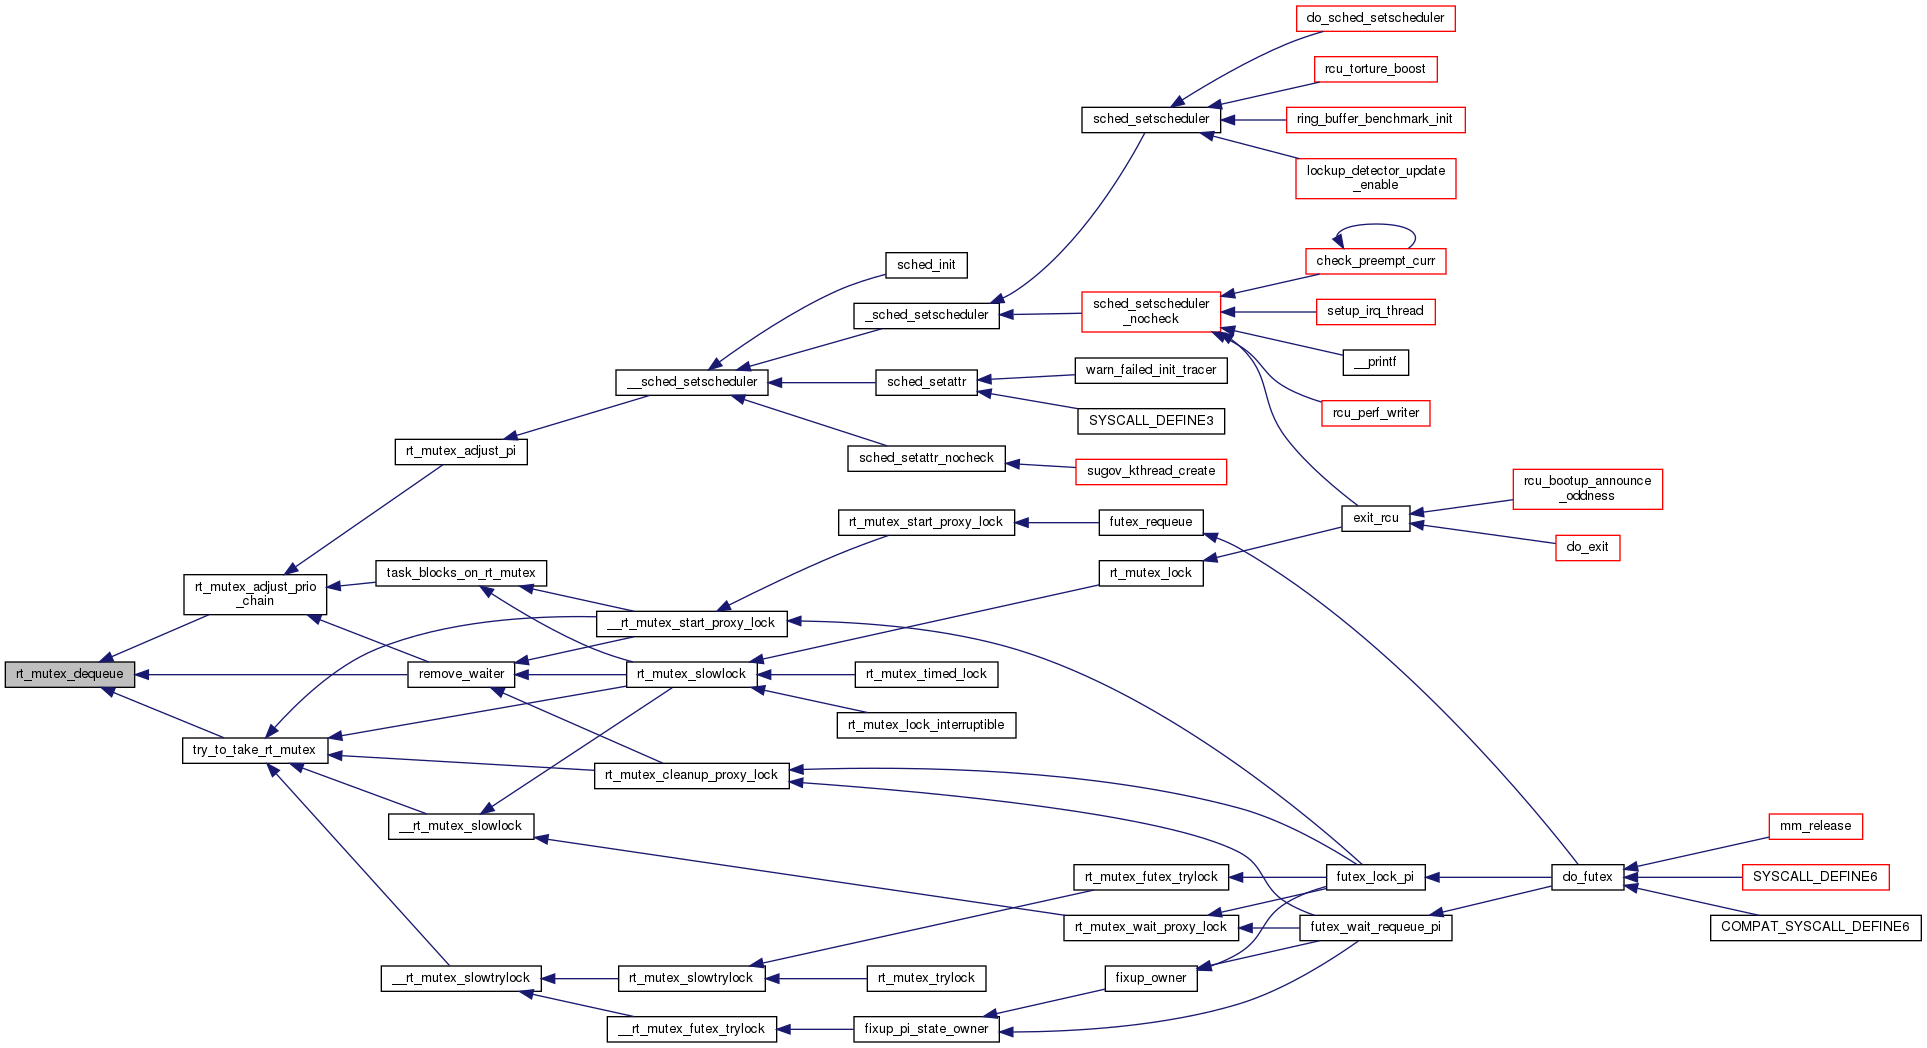 do_sched_setscheduler
rcu_torture_boost
sched_setscheduler
ring_buffer_benchmark_init
lockup_detector_update
_enable
check_preempt_curr
sched_init
sched_setscheduler
_nocheck
_sched_setscheduler
setup_irq_thread
__printf
warn_failed_init_tracer
__sched_setscheduler
sched_setattr
SYSCALL_DEFINE3
rcu_perf_writer
rt_mutex_adjust_pi
sched_setattr_nocheck
sugov_kthread_create
rcu_bootup_announce
_oddness
rt_mutex_start_proxy_lock
futex_requeue
exit_rcu
do_exit
task_blocks_on_rt_mutex
rt_mutex_lock
rt_mutex_adjust_prio
_chain
__rt_mutex_start_proxy_lock
rt_mutex_dequeue
remove_waiter
rt_mutex_slowlock
rt_mutex_timed_lock
rt_mutex_lock_interruptible
try_to_take_rt_mutex
rt_mutex_cleanup_proxy_lock
__rt_mutex_slowlock
mm_release
rt_mutex_futex_trylock
futex_lock_pi
do_futex
SYSCALL_DEFINE6
rt_mutex_wait_proxy_lock
futex_wait_requeue_pi
COMPAT_SYSCALL_DEFINE6
__rt_mutex_slowtrylock
rt_mutex_slowtrylock
rt_mutex_trylock
fixup_owner
__rt_mutex_futex_trylock
fixup_pi_state_owner